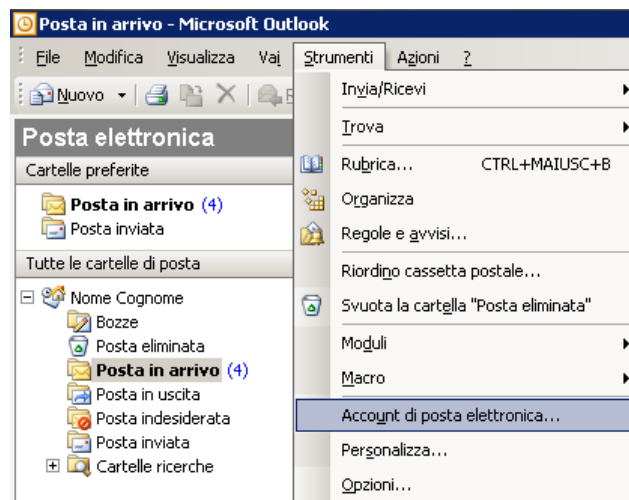 Posta in arrivo - Microsoft Outlook
File Modifica Visualizza Vai Strumenti Azioni ?
Nuovo
Posta elettronica
Cartelle preferite
Posta in arrivo (4)
Posta inviata
Tutte le cartelle di posta
Nome Cognome
Bozze
Posta eliminata
Posta in arrivo (4)
Posta in uscita
Posta indesiderata
Posta inviata
Cartelle ricerche
Invia/Ricevi
Trova
Rubrica... CTRL+MAIUSC+B
Organizza
Regole e avvisi...
Riordino cassetta postale...
Svuota la cartella "Posta eliminata"
Moduli
Macro
Account di posta elettronica...
Personalizza...
Opzioni...